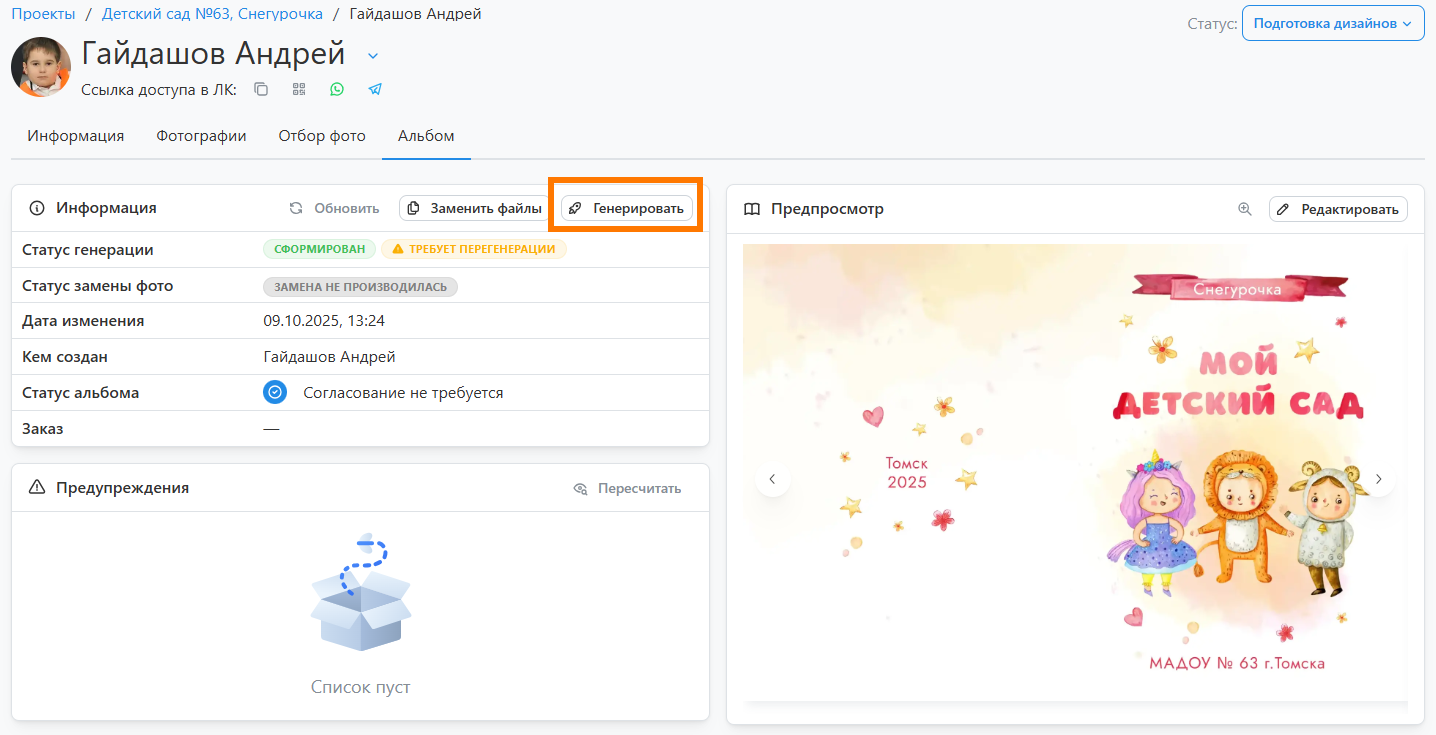 Проекты / Детский сад №63, Снегурочка / Гайдашов Андрей
Статус: Подготовка дизайнов
Гайдашов Андрей
Ссылка доступа в ЛК:
Информация Фотографии Отбор фото Альбом
Информация Обновить Заменить файлы Генерировать
Статус генерации СФОРМИРОВАН ТРЕБУЕТ ПЕРЕГЕНЕРАЦИИ
Статус замены фото ЗАМЕНА НЕ ПРОИЗВОДИЛАСЬ
Дата изменения 09.10.2025, 13:24
Кем создан Гайдашов Андрей
Статус альбома Согласование не требуется
Заказ —
Предупреждения Пересчитать
Список пуст
Предпросмотр Редактировать
Снегурочка
МОЙ
ДЕТСКИЙ САД
Томск
2025
МАДОУ № 63 г.Томска